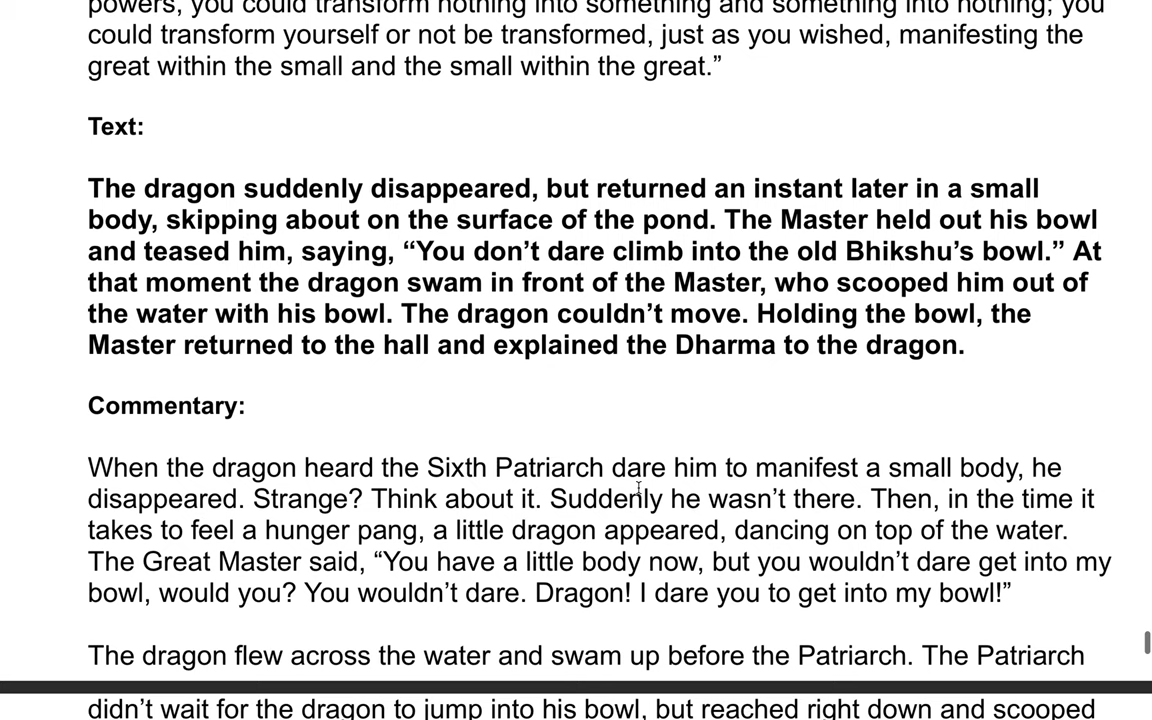 powers, you could transform nothing into something and something into nothing; you
could transform yourself or not be transformed, just as you wished, manifesting the
great within the small and the small within the great.”
Text:
The dragon suddenly disappeared, but returned an instant later in a small
body, skipping about on the surface of the pond. The Master held out his bowl
and teased him, saying, “You don’t dare climb into the old Bhikshu’s bowl.” At
that moment the dragon swam in front of the Master, who scooped him out of
the water with his bowl. The dragon couldn’t move. Holding the bowl, the
Master returned to the hall and explained the Dharma to the dragon.
Commentary:
When the dragon heard the Sixth Patriarch dare him to manifest a small body, he
disappeared. Strange? Think about it. Suddenly he wasn’t there. Then, in the time it
takes to feel a hunger pang, a little dragon appeared, dancing on top of the water.
The Great Master said, “You have a little body now, but you wouldn’t dare get into my
bowl, would you? You wouldn’t dare. Dragon! I dare you to get into my bowl!”
The dragon flew across the water and swam up before the Patriarch. The Patriarch
didn’t wait for the dragon to jump into his bowl, but reached right down and scooped